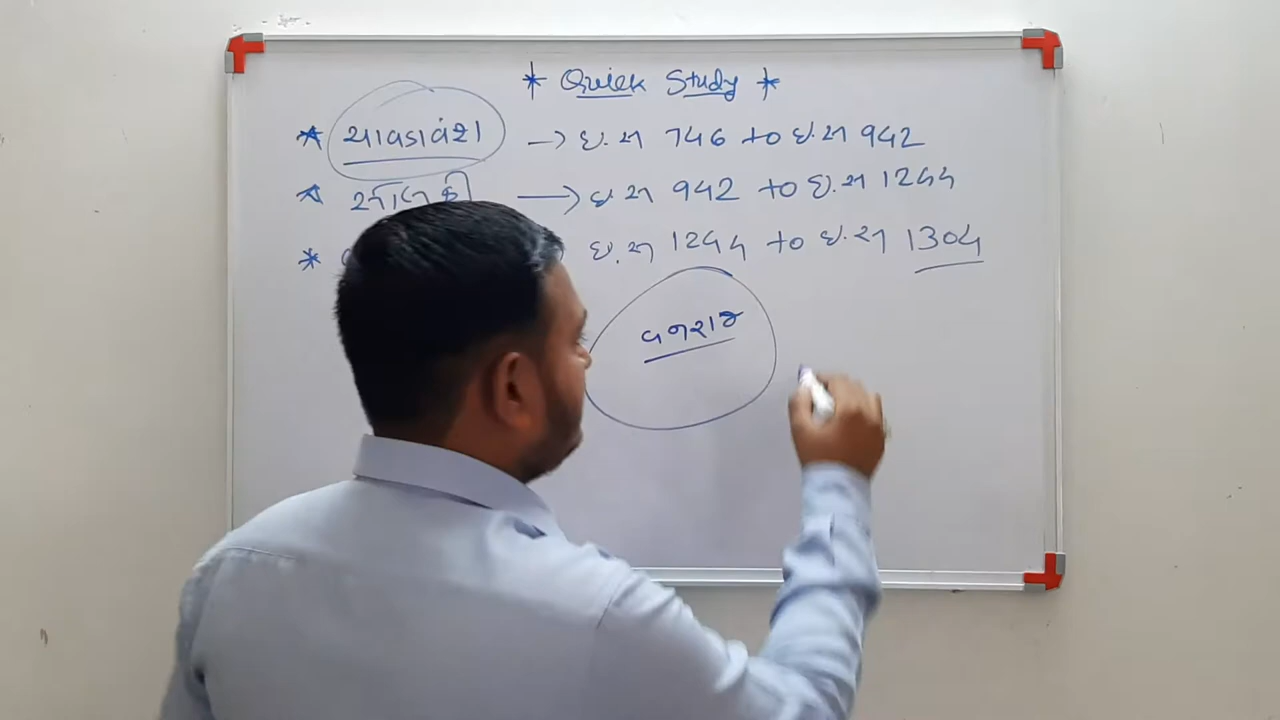 * Quick Study *
* ચાવડાવંશ -> ઇ.સ 746 to ઇ.સ 942
* સોલંકી -> ઇ.સ 942 to ઇ.સ 1244
* ઇ.સ 1244 to ઇ.સ 1304
વનરાજ